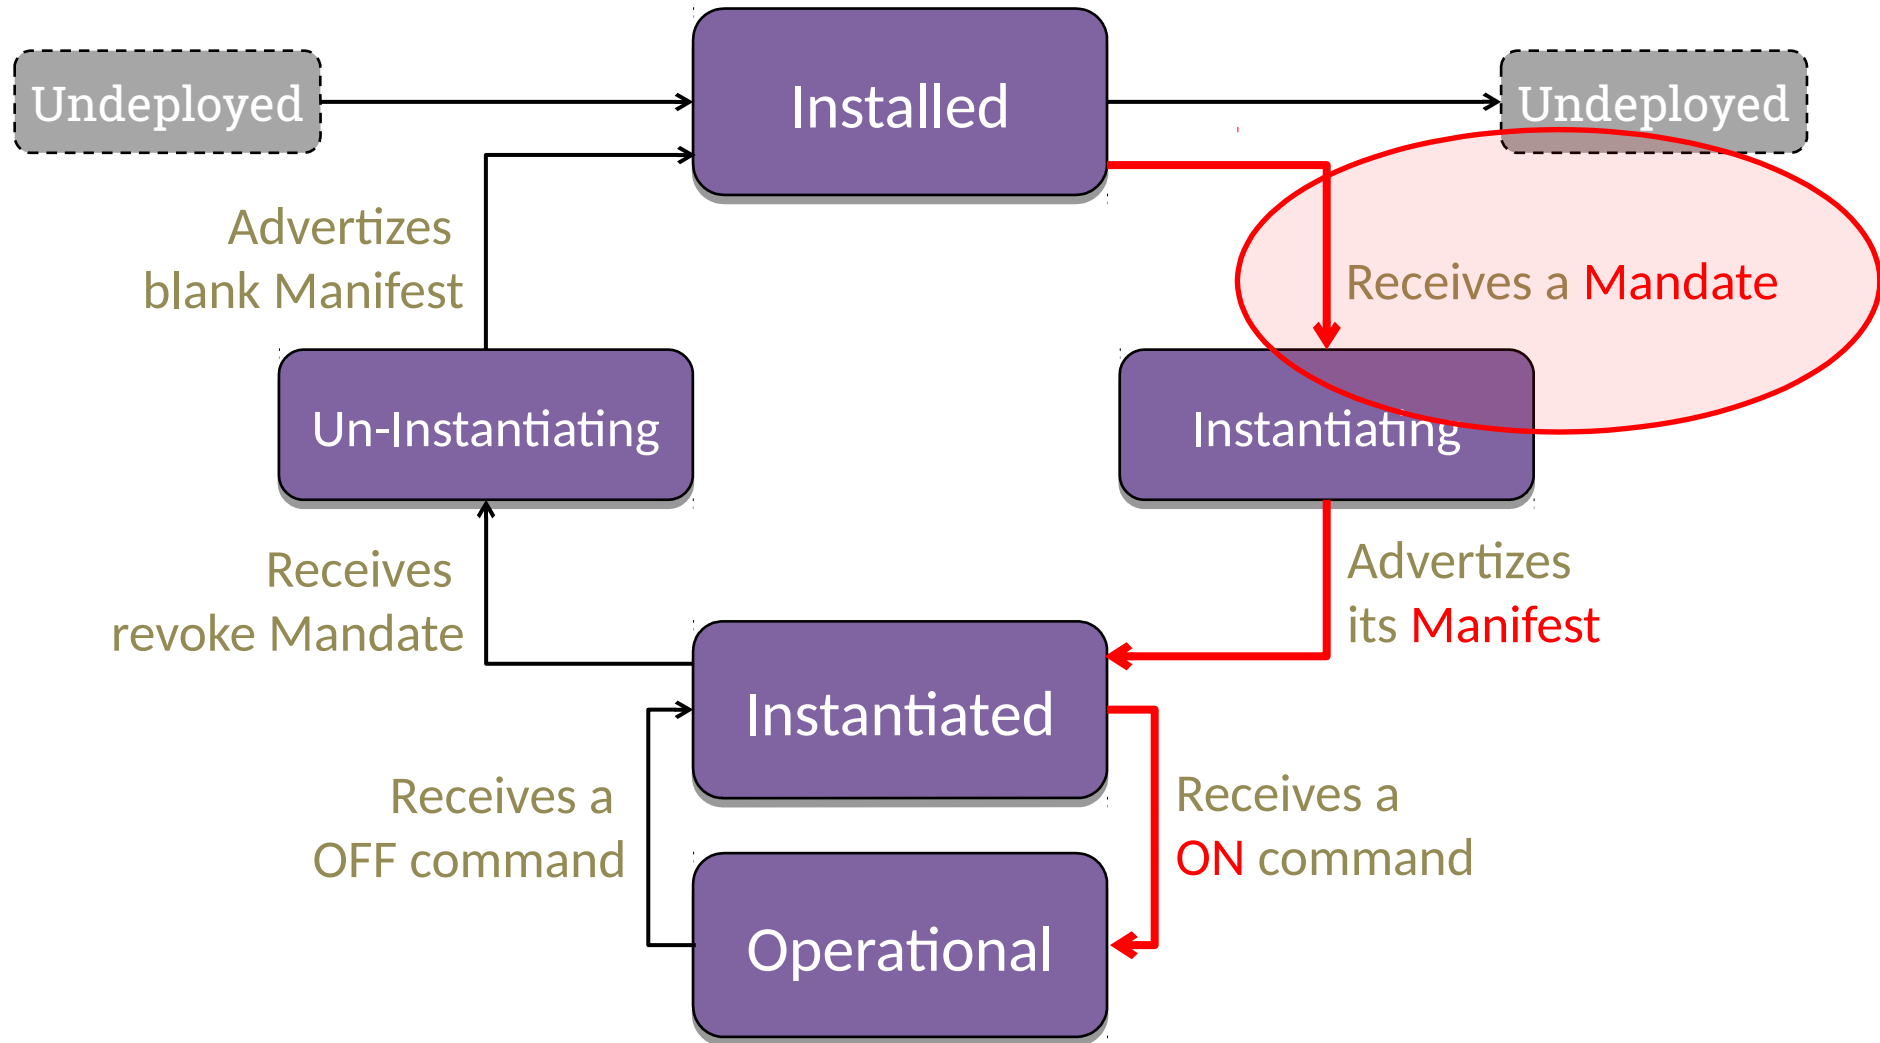 Undeployed
Installed
Undeployed
Advertizes
blank Manifest
Receives a Mandate
Un-Instantiating
Instantiating
Receives
revoke Mandate
Advertizes
its Manifest
Instantiated
Receives a
OFF command
Receives a
ON command
Operational